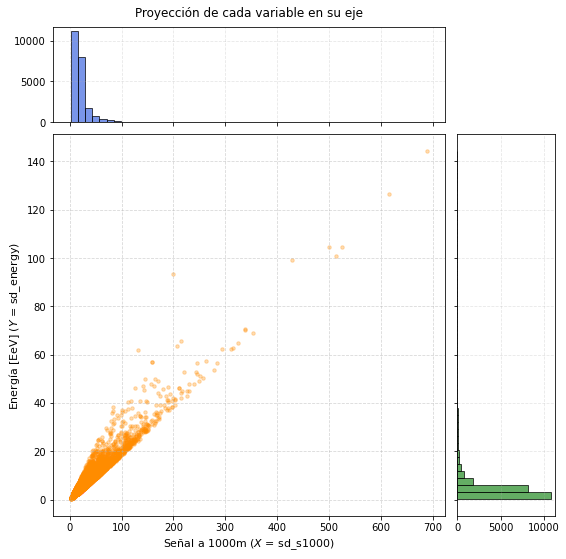 Proyección de cada variable en su eje
10000
5000
0
140
120
100
80
60
40
20
0
Energía [EeV] (Y = sd_energy)
0 100 200 300 400 500 600 700
Señal a 1000m (X = sd_s1000)
0 5000 10000